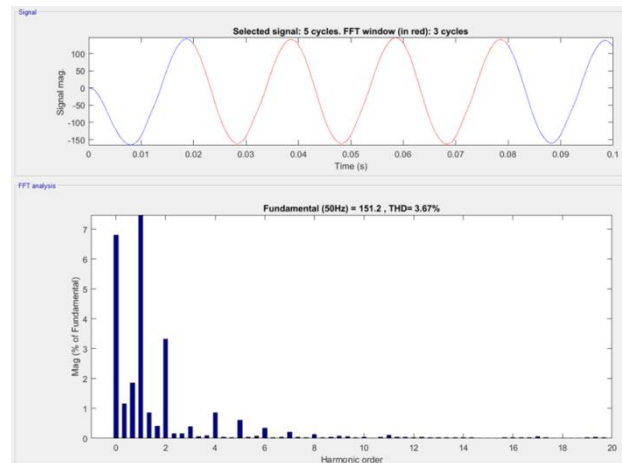 Signal
Selected signal: 5 cycles. FFT window (in red): 3 cycles
Signal mag.
100
50
0
-50
-100
-150
0 0.01 0.02 0.03 0.04 0.05 0.06 0.07 0.08 0.09 0.1
Time (s)
FFT analysis
Fundamental (50Hz) = 151.2 , THD= 3.67%
Mag (% of Fundamental)
7
6
5
4
3
2
1
0
0 2 4 6 8 10 12 14 16 18 20
Harmonic order